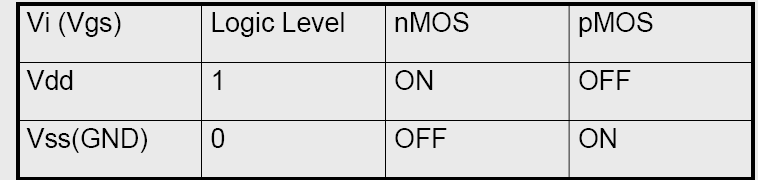 Vi (Vgs) Logic Level nMOS pMOS
Vdd 1 ON OFF
Vss(GND) 0 OFF ON